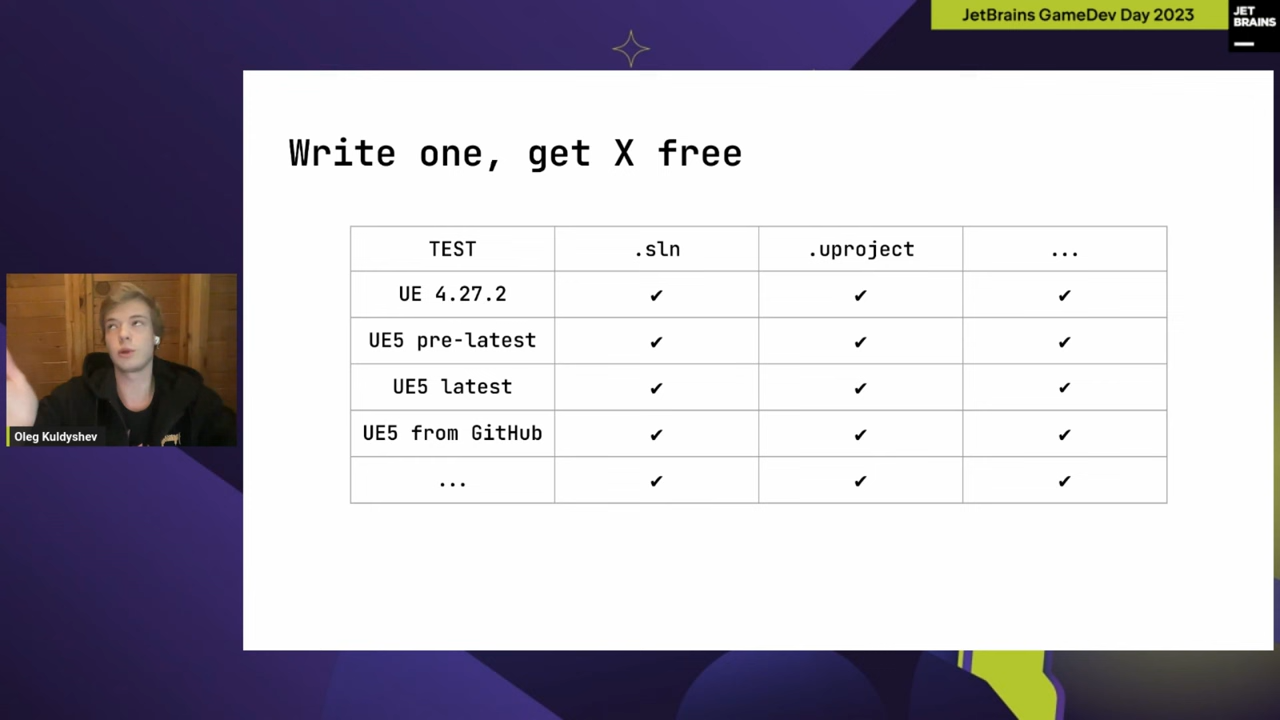 JetBrains GameDev Day 2023
JET
BRAINS
Write one, get X free
TEST .sln .uproject ...
UE 4.27.2 ✔ ✔ ✔
UE5 pre-latest ✔ ✔ ✔
UE5 latest ✔ ✔ ✔
UE5 from GitHub ✔ ✔ ✔
... ✔ ✔ ✔
Oleg Kuldyshev